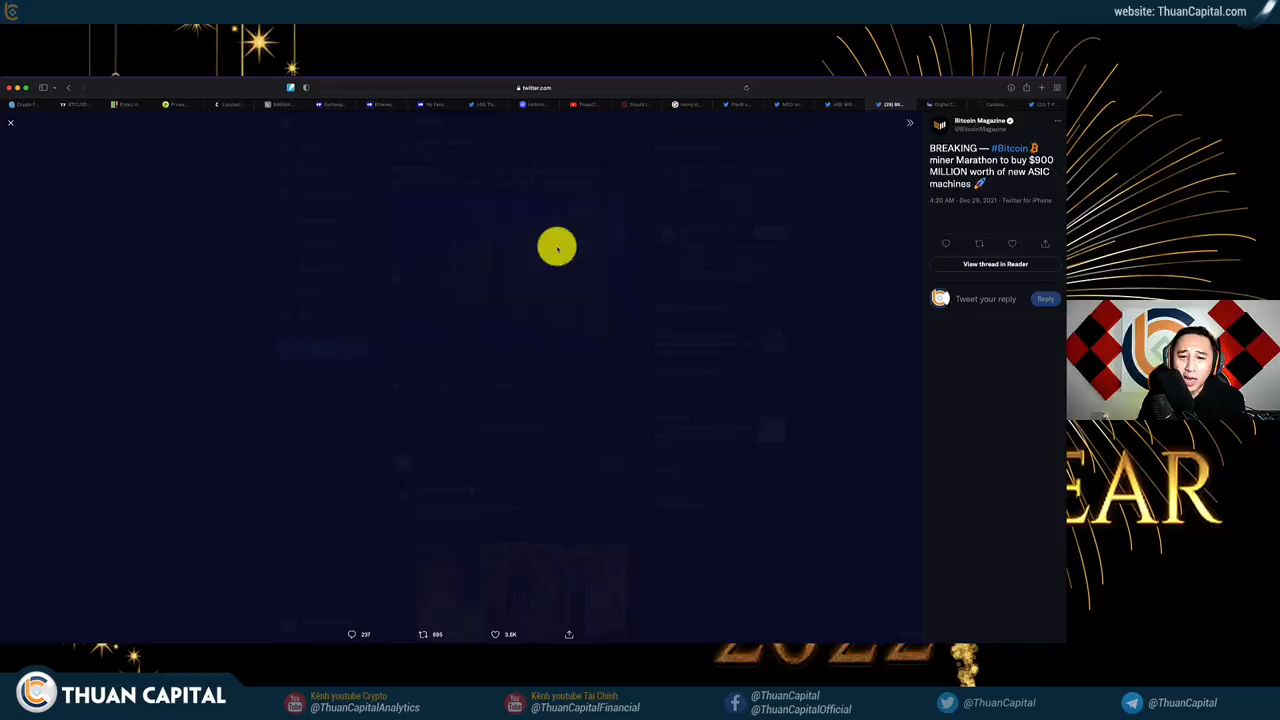 website: ThuanCapital.com
twitter.com
Bitcoin Magazine
@BitcoinMagazine
BREAKING — #Bitcoin
miner Marathon to buy $900
MILLION worth of new ASIC
machines 🚀
4:20 AM · Dec 29, 2021 · Twitter for iPhone
View thread in Reader
Tweet your reply
Reply
237
695
3.6K
EAR
2022
THUAN CAPITAL
Kênh youtube Crypto
@ThuanCapitalAnalytics
Kênh youtube Tài Chính
@ThuanCapitalFinancial
@ThuanCapital
@ThuanCapitalOfficial
@ThuanCapital
@ThuanCapital